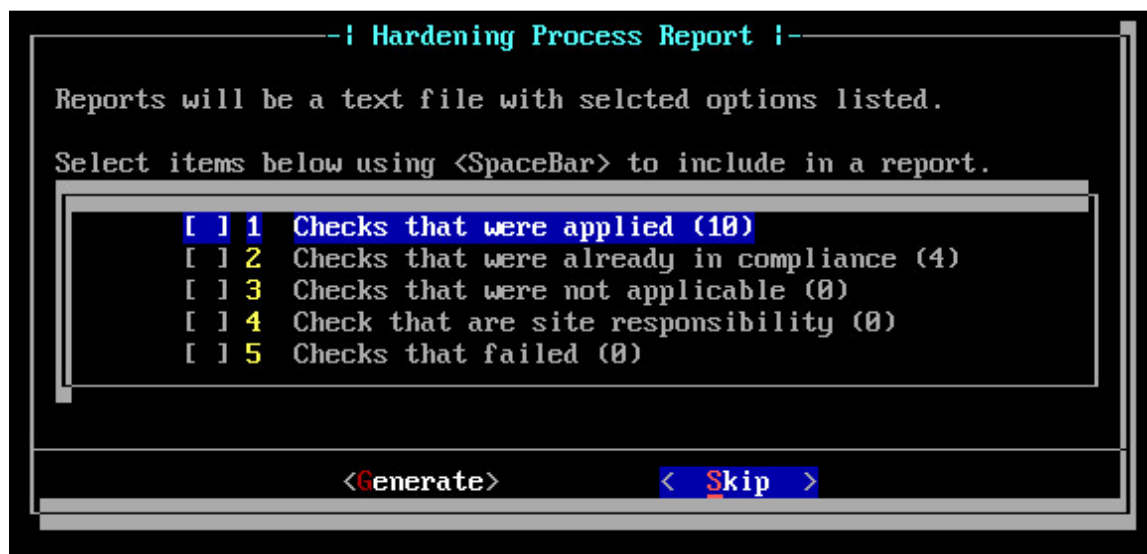 -| Hardening Process Report |-
Reports will be a text file with selcted options listed.
Select items below using <SpaceBar> to include in a report.
[ ] 1 Checks that were applied (10)
[ ] 2 Checks that were already in compliance (4)
[ ] 3 Checks that were not applicable (0)
[ ] 4 Check that are site responsibility (0)
[ ] 5 Checks that failed (0)
<Generate> < Skip >